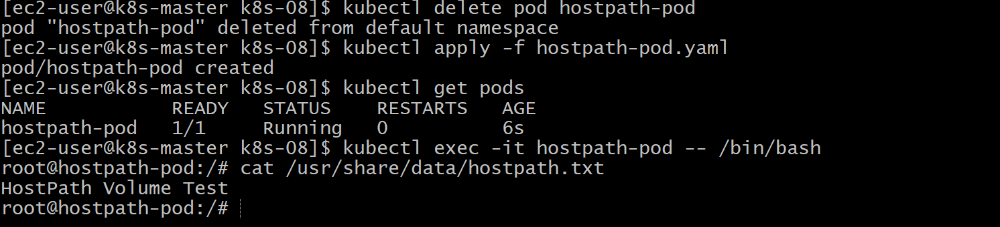 [ec2-user@k8s-master k8s-08]$ kubectl delete pod hostpath-pod
pod "hostpath-pod" deleted from default namespace
[ec2-user@k8s-master k8s-08]$ kubectl apply -f hostpath-pod.yaml
pod/hostpath-pod created
[ec2-user@k8s-master k8s-08]$ kubectl get pods
NAME           READY   STATUS    RESTARTS   AGE
hostpath-pod   1/1     Running   0          6s
[ec2-user@k8s-master k8s-08]$ kubectl exec -it hostpath-pod -- /bin/bash
root@hostpath-pod:/# cat /usr/share/data/hostpath.txt
HostPath Volume Test
root@hostpath-pod:/#